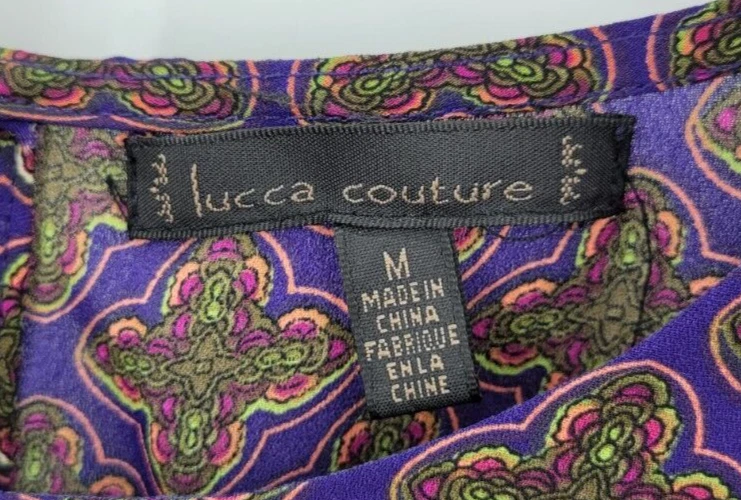 lucca couture
M
MADE IN
CHINA
FABRIQUE
EN LA
CHINE